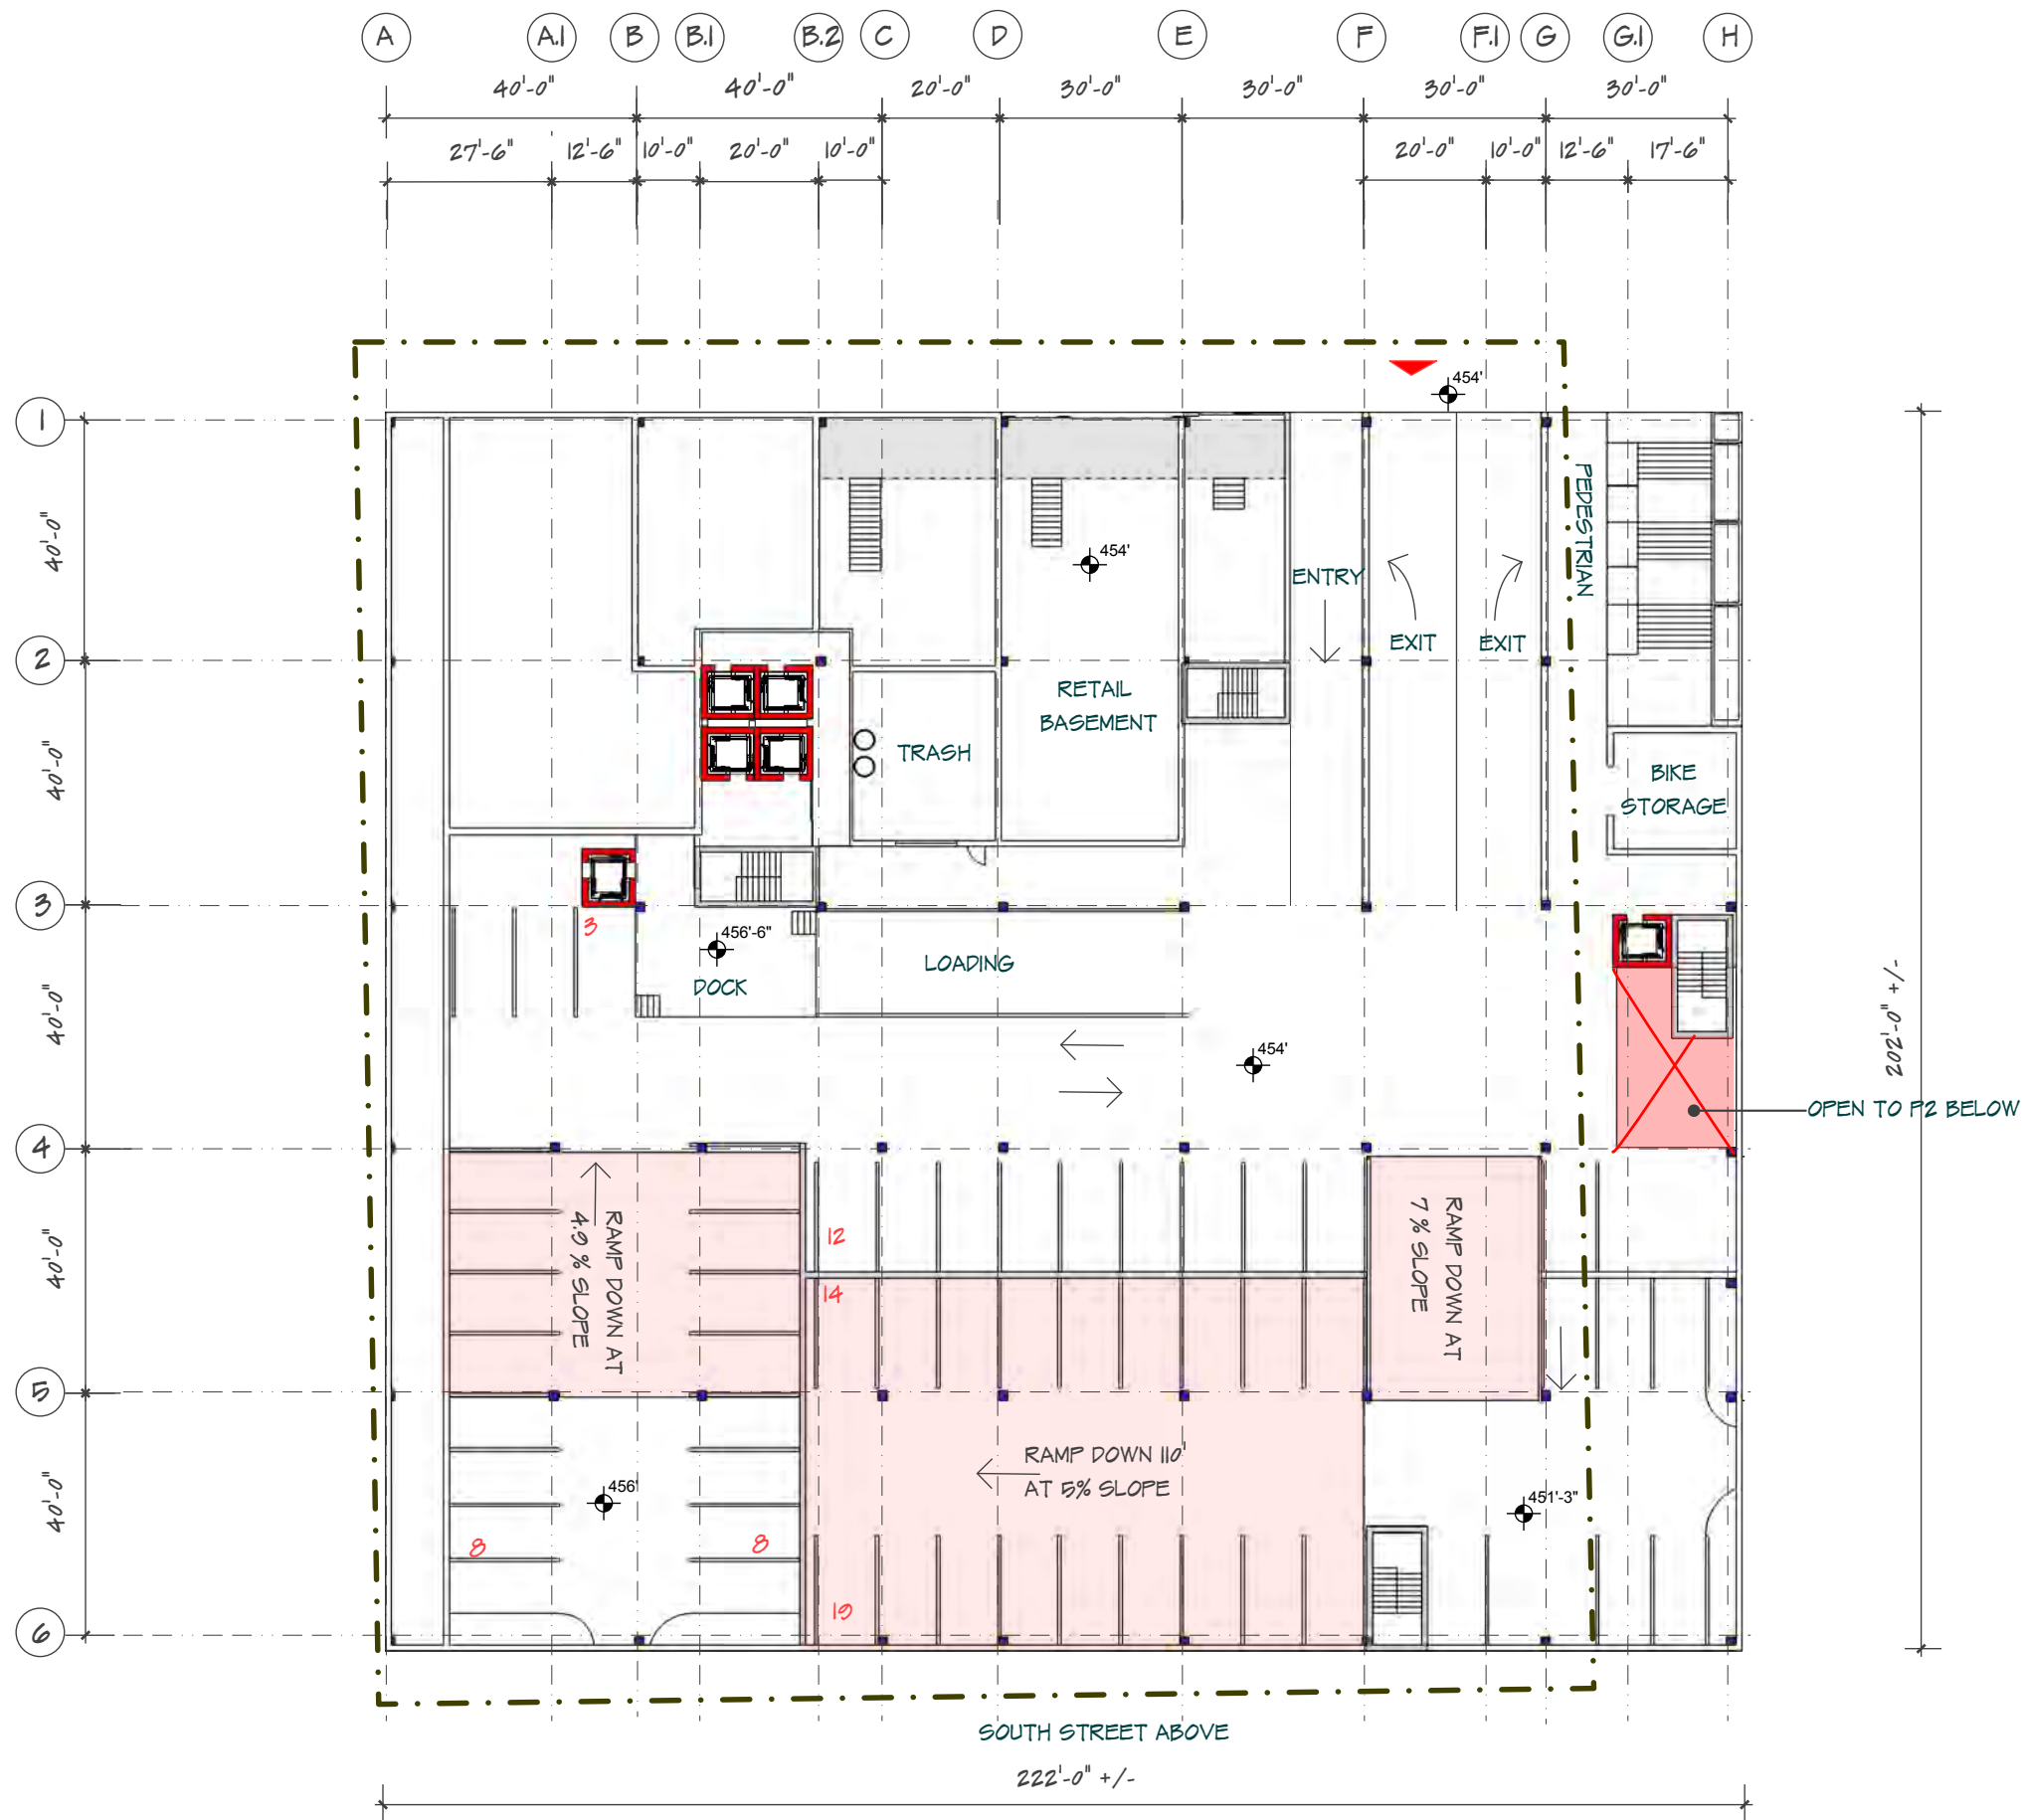 A A.1 B B.1 B.2 C D E F F.1 G G.1 H
40'-0" 40'-0" 20'-0" 30'-0" 30'-0" 30'-0" 30'-0"
27'-6" 12'-6" 10'-0" 20'-0" 10'-0" 20'-0" 10'-0" 12'-6" 17'-6"
454'
1
PEDESTRIAN
40'-0"
454'
ENTRY
EXIT
EXIT
2
RETAIL
BASEMENT
TRASH
40'-0"
BIKE
STORAGE
3
3
456'-6"
DOCK
LOADING
40'-0"
454'
202'-0" +/-
OPEN TO P2 BELOW
4
12
14
RAMP DOWN AT
4.9 % SLOPE
RAMP DOWN AT
7 % SLOPE
40'-0"
5
RAMP DOWN 110'
AT 5% SLOPE
456'
451'-3"
40'-0"
8
8
19
6
SOUTH STREET ABOVE
222'-0" +/-